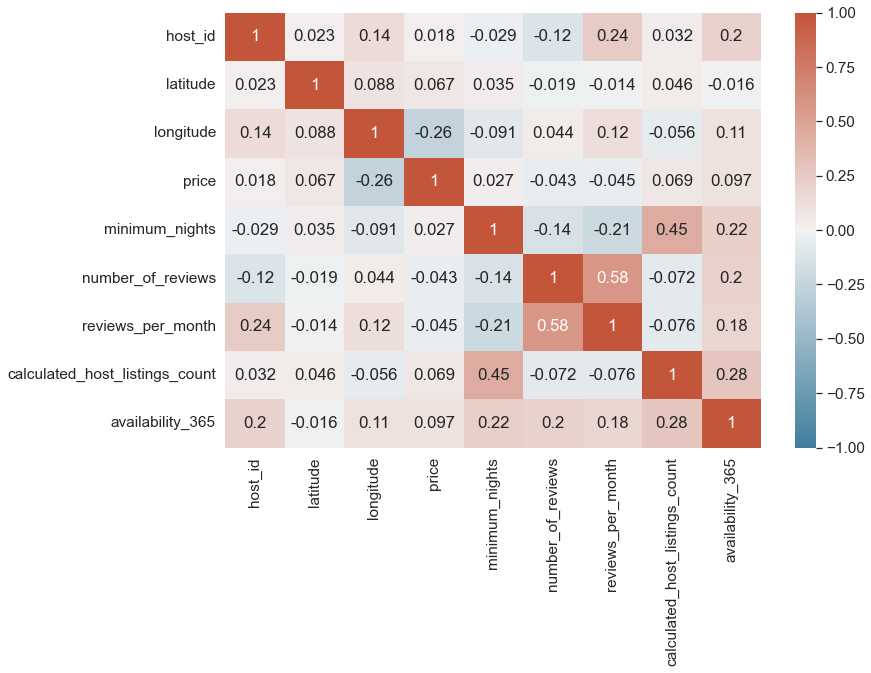 host_id 1 0.023 0.14 0.018 -0.029 -0.12 0.24 0.032 0.2
latitude 0.023 1 0.088 0.067 0.035 -0.019 -0.014 0.046 -0.016
longitude 0.14 0.088 1 -0.26 -0.091 0.044 0.12 -0.056 0.11
price 0.018 0.067 -0.26 1 0.027 -0.043 -0.045 0.069 0.097
minimum_nights -0.029 0.035 -0.091 0.027 1 -0.14 -0.21 0.45 0.22
number_of_reviews -0.12 -0.019 0.044 -0.043 -0.14 1 0.58 -0.072 0.2
reviews_per_month 0.24 -0.014 0.12 -0.045 -0.21 0.58 1 -0.076 0.18
calculated_host_listings_count 0.032 0.046 -0.056 0.069 0.45 -0.072 -0.076 1 0.28
availability_365 0.2 -0.016 0.11 0.097 0.22 0.2 0.18 0.28 1
host_id
latitude
longitude
price
minimum_nights
number_of_reviews
reviews_per_month
calculated_host_listings_count
availability_365
1.00
0.75
0.50
0.25
0.00
−0.25
−0.50
−0.75
−1.00